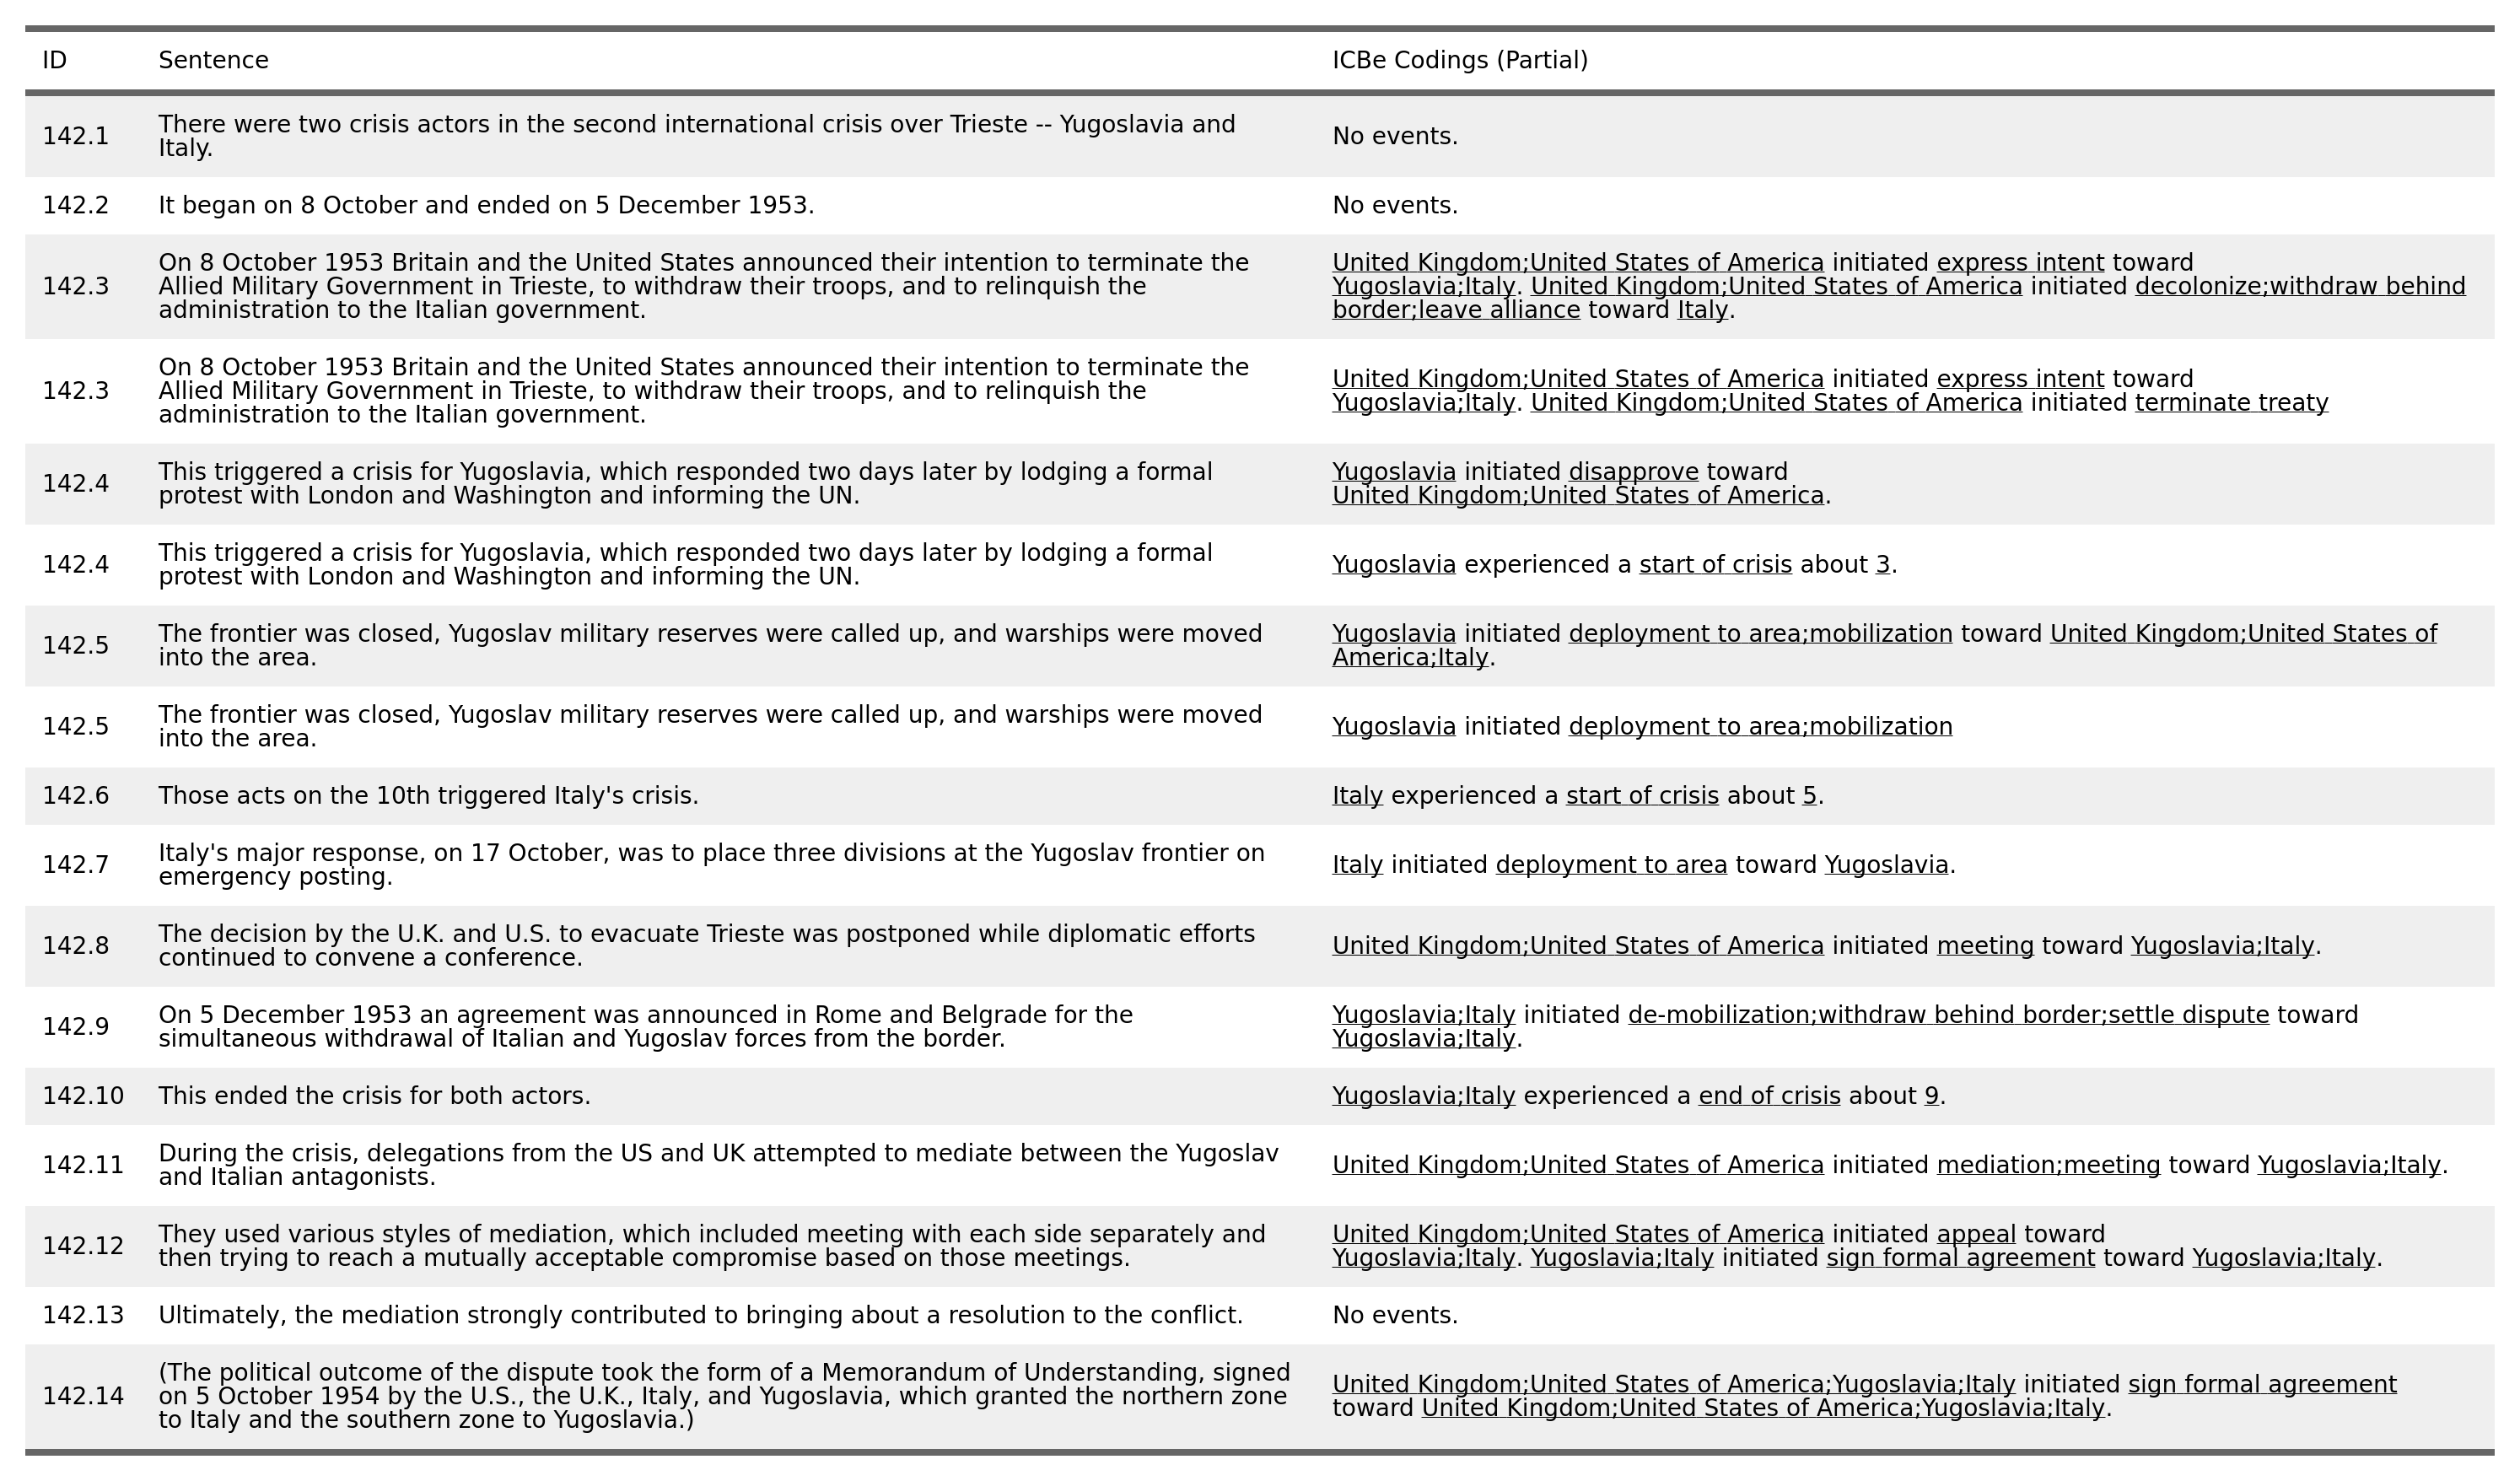 ID Sentence ICBe Codings (Partial)
142.1 There were two crisis actors in the second international crisis over Trieste -- Yugoslavia and
Italy.
No events.
142.2 It began on 8 October and ended on 5 December 1953. No events.
142.3 On 8 October 1953 Britain and the United States announced their intention to terminate the
Allied Military Government in Trieste, to withdraw their troops, and to relinquish the
administration to the Italian government.
United Kingdom;United States of America initiated express intent toward
Yugoslavia;Italy. United Kingdom;United States of America initiated decolonize;withdraw behind
border;leave alliance toward Italy.
142.3 On 8 October 1953 Britain and the United States announced their intention to terminate the
Allied Military Government in Trieste, to withdraw their troops, and to relinquish the
administration to the Italian government.
United Kingdom;United States of America initiated express intent toward
Yugoslavia;Italy. United Kingdom;United States of America initiated terminate treaty
142.4 This triggered a crisis for Yugoslavia, which responded two days later by lodging a formal
protest with London and Washington and informing the UN.
Yugoslavia initiated disapprove toward
United Kingdom;United States of America.
142.4 This triggered a crisis for Yugoslavia, which responded two days later by lodging a formal
protest with London and Washington and informing the UN.
Yugoslavia experienced a start of crisis about 3.
142.5 The frontier was closed, Yugoslav military reserves were called up, and warships were moved
into the area.
Yugoslavia initiated deployment to area;mobilization toward United Kingdom;United States of
America;Italy.
142.5 The frontier was closed, Yugoslav military reserves were called up, and warships were moved
into the area.
Yugoslavia initiated deployment to area;mobilization
142.6 Those acts on the 10th triggered Italy's crisis. Italy experienced a start of crisis about 5.
142.7 Italy's major response, on 17 October, was to place three divisions at the Yugoslav frontier on
emergency posting.
Italy initiated deployment to area toward Yugoslavia.
142.8 The decision by the U.K. and U.S. to evacuate Trieste was postponed while diplomatic efforts
continued to convene a conference.
United Kingdom;United States of America initiated meeting toward Yugoslavia;Italy.
142.9 On 5 December 1953 an agreement was announced in Rome and Belgrade for the
simultaneous withdrawal of Italian and Yugoslav forces from the border.
Yugoslavia;Italy initiated de-mobilization;withdraw behind border;settle dispute toward
Yugoslavia;Italy.
142.10 This ended the crisis for both actors. Yugoslavia;Italy experienced a end of crisis about 9.
142.11 During the crisis, delegations from the US and UK attempted to mediate between the Yugoslav
and Italian antagonists.
United Kingdom;United States of America initiated mediation;meeting toward Yugoslavia;Italy.
142.12 They used various styles of mediation, which included meeting with each side separately and
then trying to reach a mutually acceptable compromise based on those meetings.
United Kingdom;United States of America initiated appeal toward
Yugoslavia;Italy. Yugoslavia;Italy initiated sign formal agreement toward Yugoslavia;Italy.
142.13 Ultimately, the mediation strongly contributed to bringing about a resolution to the conflict. No events.
142.14 (The political outcome of the dispute took the form of a Memorandum of Understanding, signed
on 5 October 1954 by the U.S., the U.K., Italy, and Yugoslavia, which granted the northern zone
to Italy and the southern zone to Yugoslavia.)
United Kingdom;United States of America;Yugoslavia;Italy initiated sign formal agreement
toward United Kingdom;United States of America;Yugoslavia;Italy.